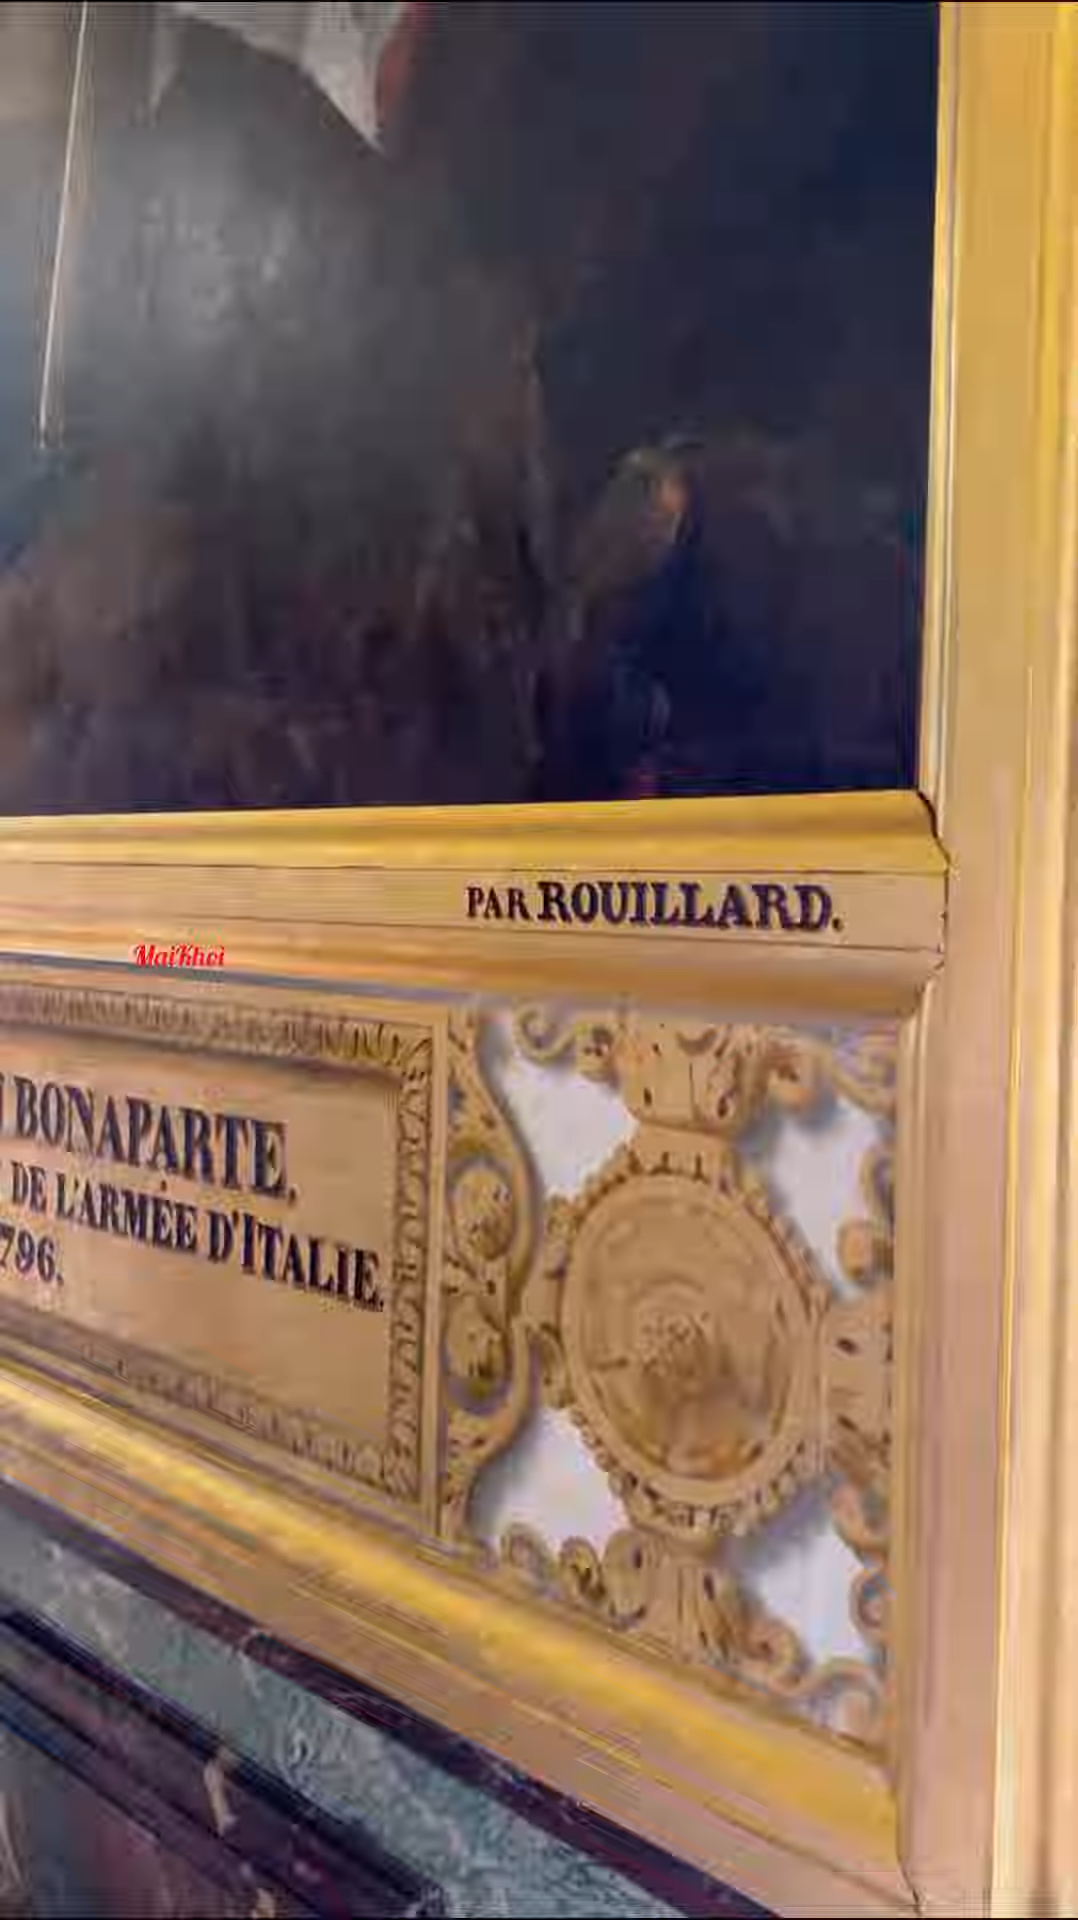 PAR ROUILLARD.
MaiKhoi
BONAPARTE.
DE L'ARMÉE D'ITALIE.
796.